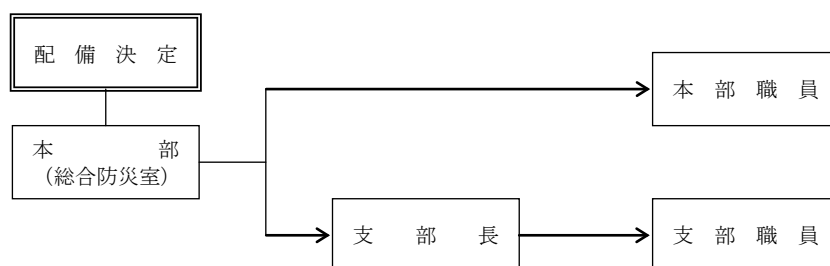 配備決定
本部職員
本部
（総合防災室）
支部長
支部職員